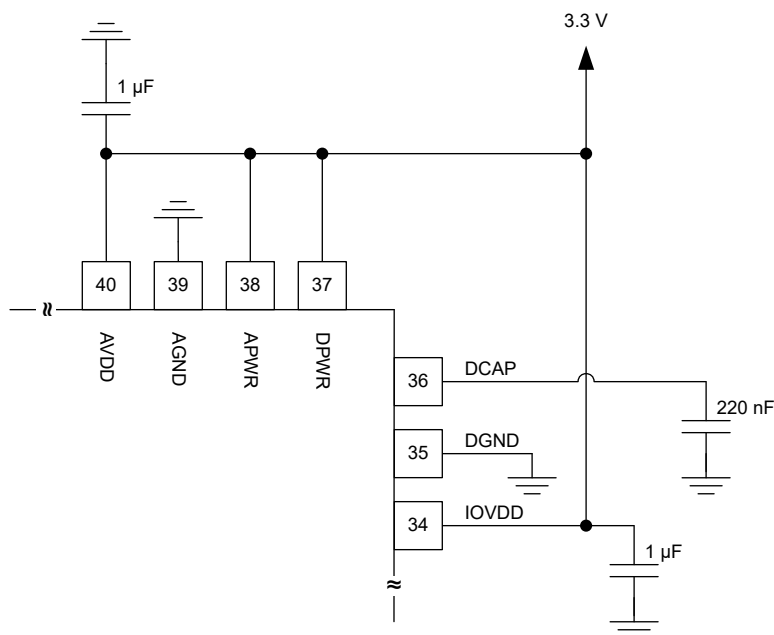 3.3 V
1 µF
40
39
38
37
AVDD
AGND
APWR
DPWR
36
DCAP
220 nF
35
DGND
34
IOVDD
1 µF